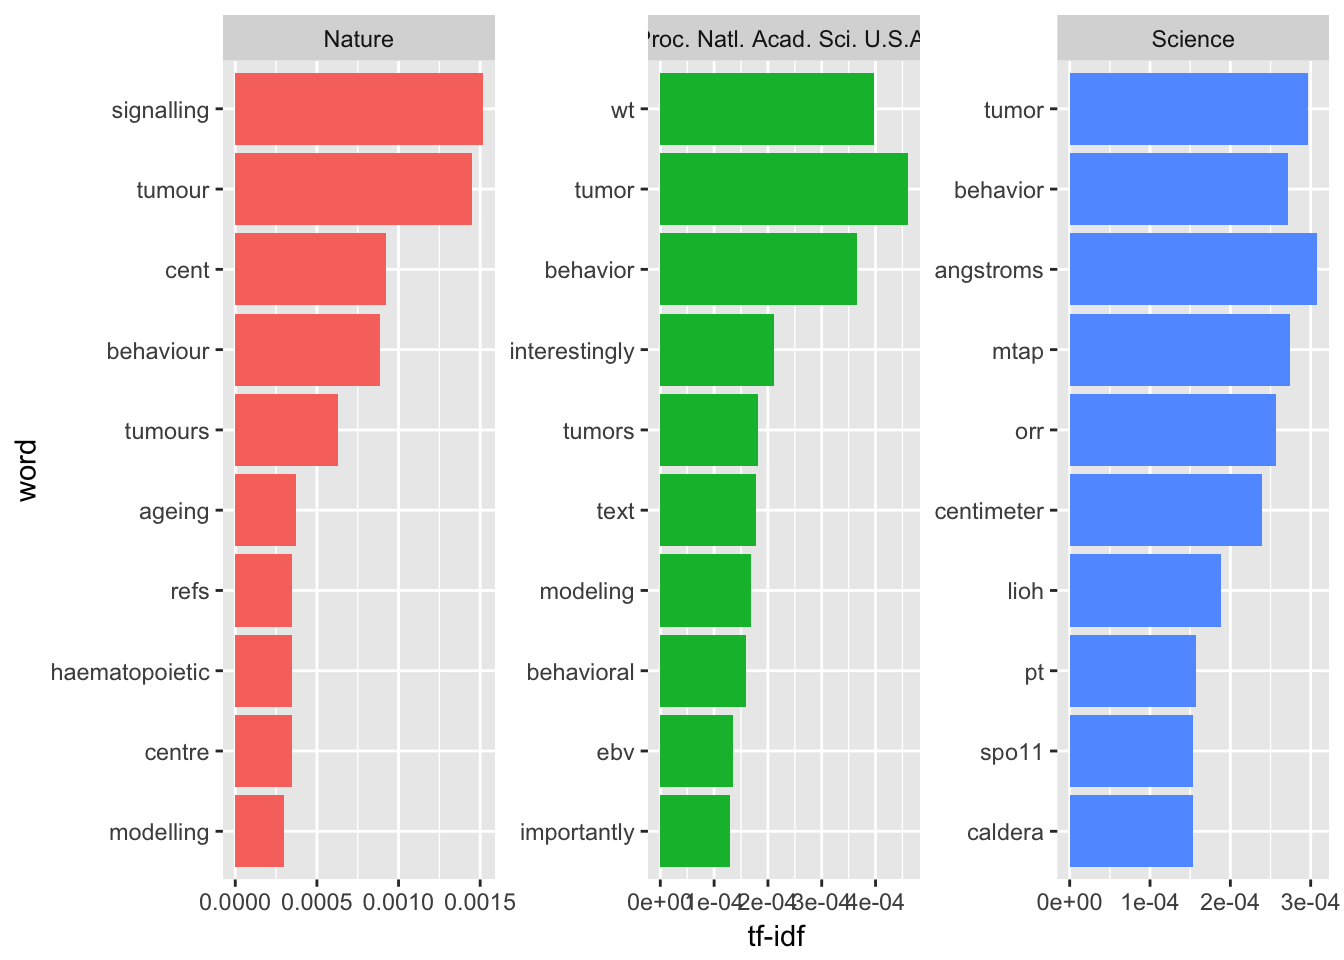 Nature
Proc. Natl. Acad. Sci. U.S.A
Science
word
signalling
tumour
cent
behaviour
tumours
ageing
refs
haematopoietic
centre
modelling
0.0000 0.0005 0.0010 0.0015
wt
tumor
behavior
interestingly
tumors
text
modeling
behavioral
ebv
importantly
0e+00 1e-04 2e-04 3e-04 4e-04
tumor
behavior
angstroms
mtap
orr
centimeter
lioh
pt
spo11
caldera
0e+00 1e-04 2e-04 3e-04
tf-idf